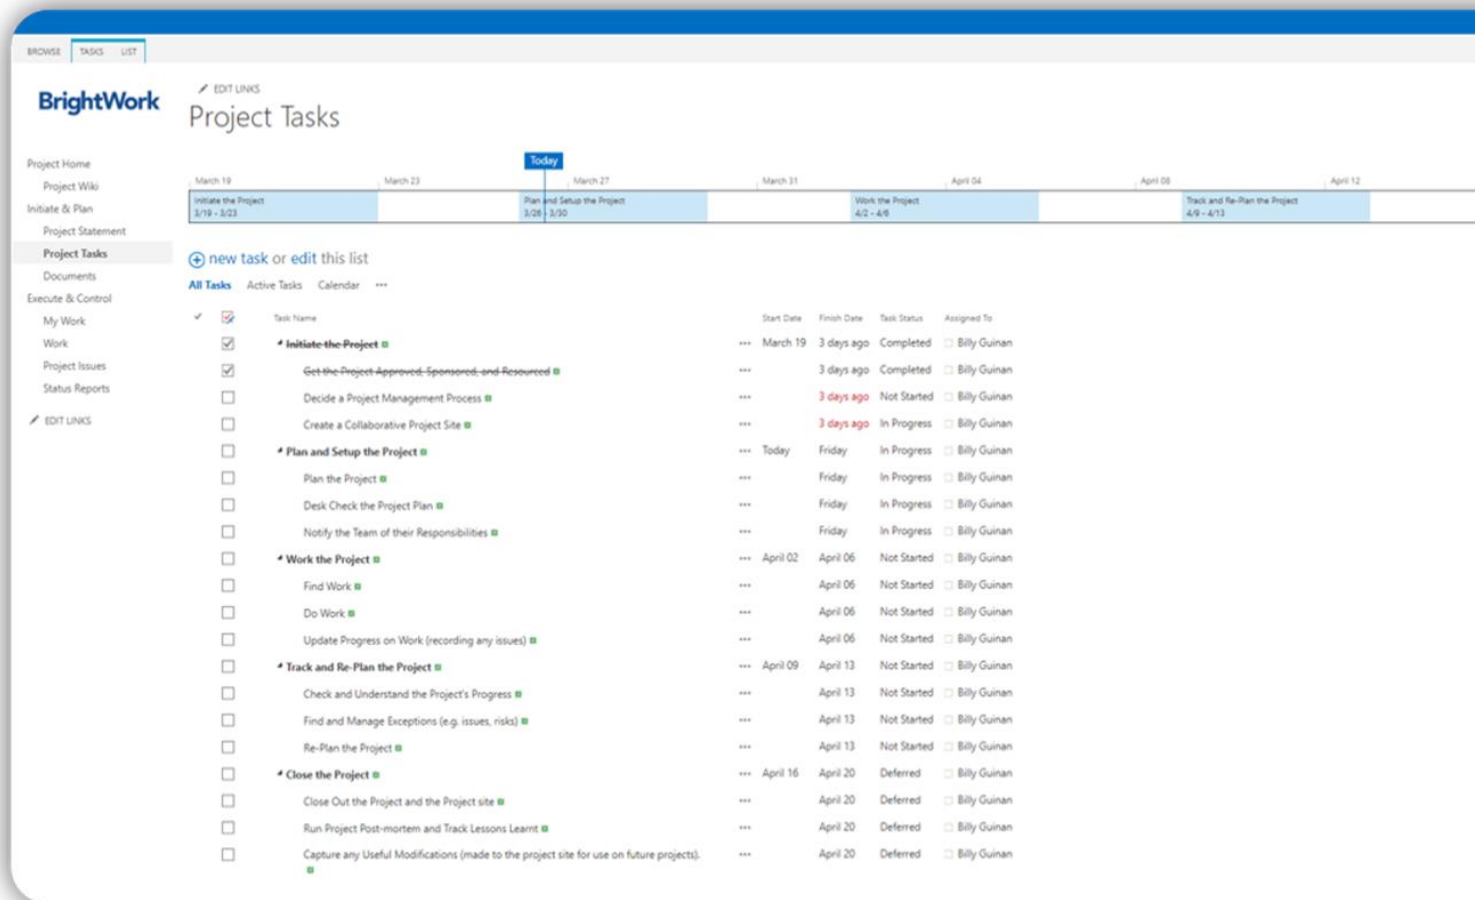 BROWSE TASKS LIST
BrightWork
EDIT LINKS
Project Tasks
Project Home
Project Wiki
Initiate & Plan
Project Statement
Project Tasks
Documents
Execute & Control
My Work
Work
Project Issues
Status Reports
EDIT LINKS
Today
March 19 March 23 March 27 March 31 April 04 April 08 April 12
Initiate the Project Plan and Setup the Project Work the Project Track and Re-Plan the Project
3/19 - 3/23 3/26 - 3/30 4/2 - 4/6 4/9 - 4/13
new task or edit this list
All Tasks Active Tasks Calendar ...
Task Name Start Date Finish Date Task Status Assigned To
Initiate the Project ... March 19 3 days ago Completed Billy Guinan
Get the Project Approved, Sponsored, and Resourced ... 3 days ago Completed Billy Guinan
Decide a Project Management Process ... 3 days ago Not Started Billy Guinan
Create a Collaborative Project Site ... 3 days ago In Progress Billy Guinan
Plan and Setup the Project ... Today Friday In Progress Billy Guinan
Plan the Project ... Friday In Progress Billy Guinan
Desk Check the Project Plan ... Friday In Progress Billy Guinan
Notify the Team of their Responsibilities ... Friday In Progress Billy Guinan
Work the Project ... April 02 April 06 Not Started Billy Guinan
Find Work ... April 06 Not Started Billy Guinan
Do Work ... April 06 Not Started Billy Guinan
Update Progress on Work (recording any issues) ... April 06 Not Started Billy Guinan
Track and Re-Plan the Project ... April 09 April 13 Not Started Billy Guinan
Check and Understand the Project's Progress ... April 13 Not Started Billy Guinan
Find and Manage Exceptions (e.g. issues, risks) ... April 13 Not Started Billy Guinan
Re-Plan the Project ... April 13 Not Started Billy Guinan
Close the Project ... April 16 April 20 Deferred Billy Guinan
Close Out the Project and the Project site ... April 20 Deferred Billy Guinan
Run Project Post-mortem and Track Lessons Learnt ... April 20 Deferred Billy Guinan
Capture any Useful Modifications (made to the project site for use on future projects). ... April 20 Deferred Billy Guinan